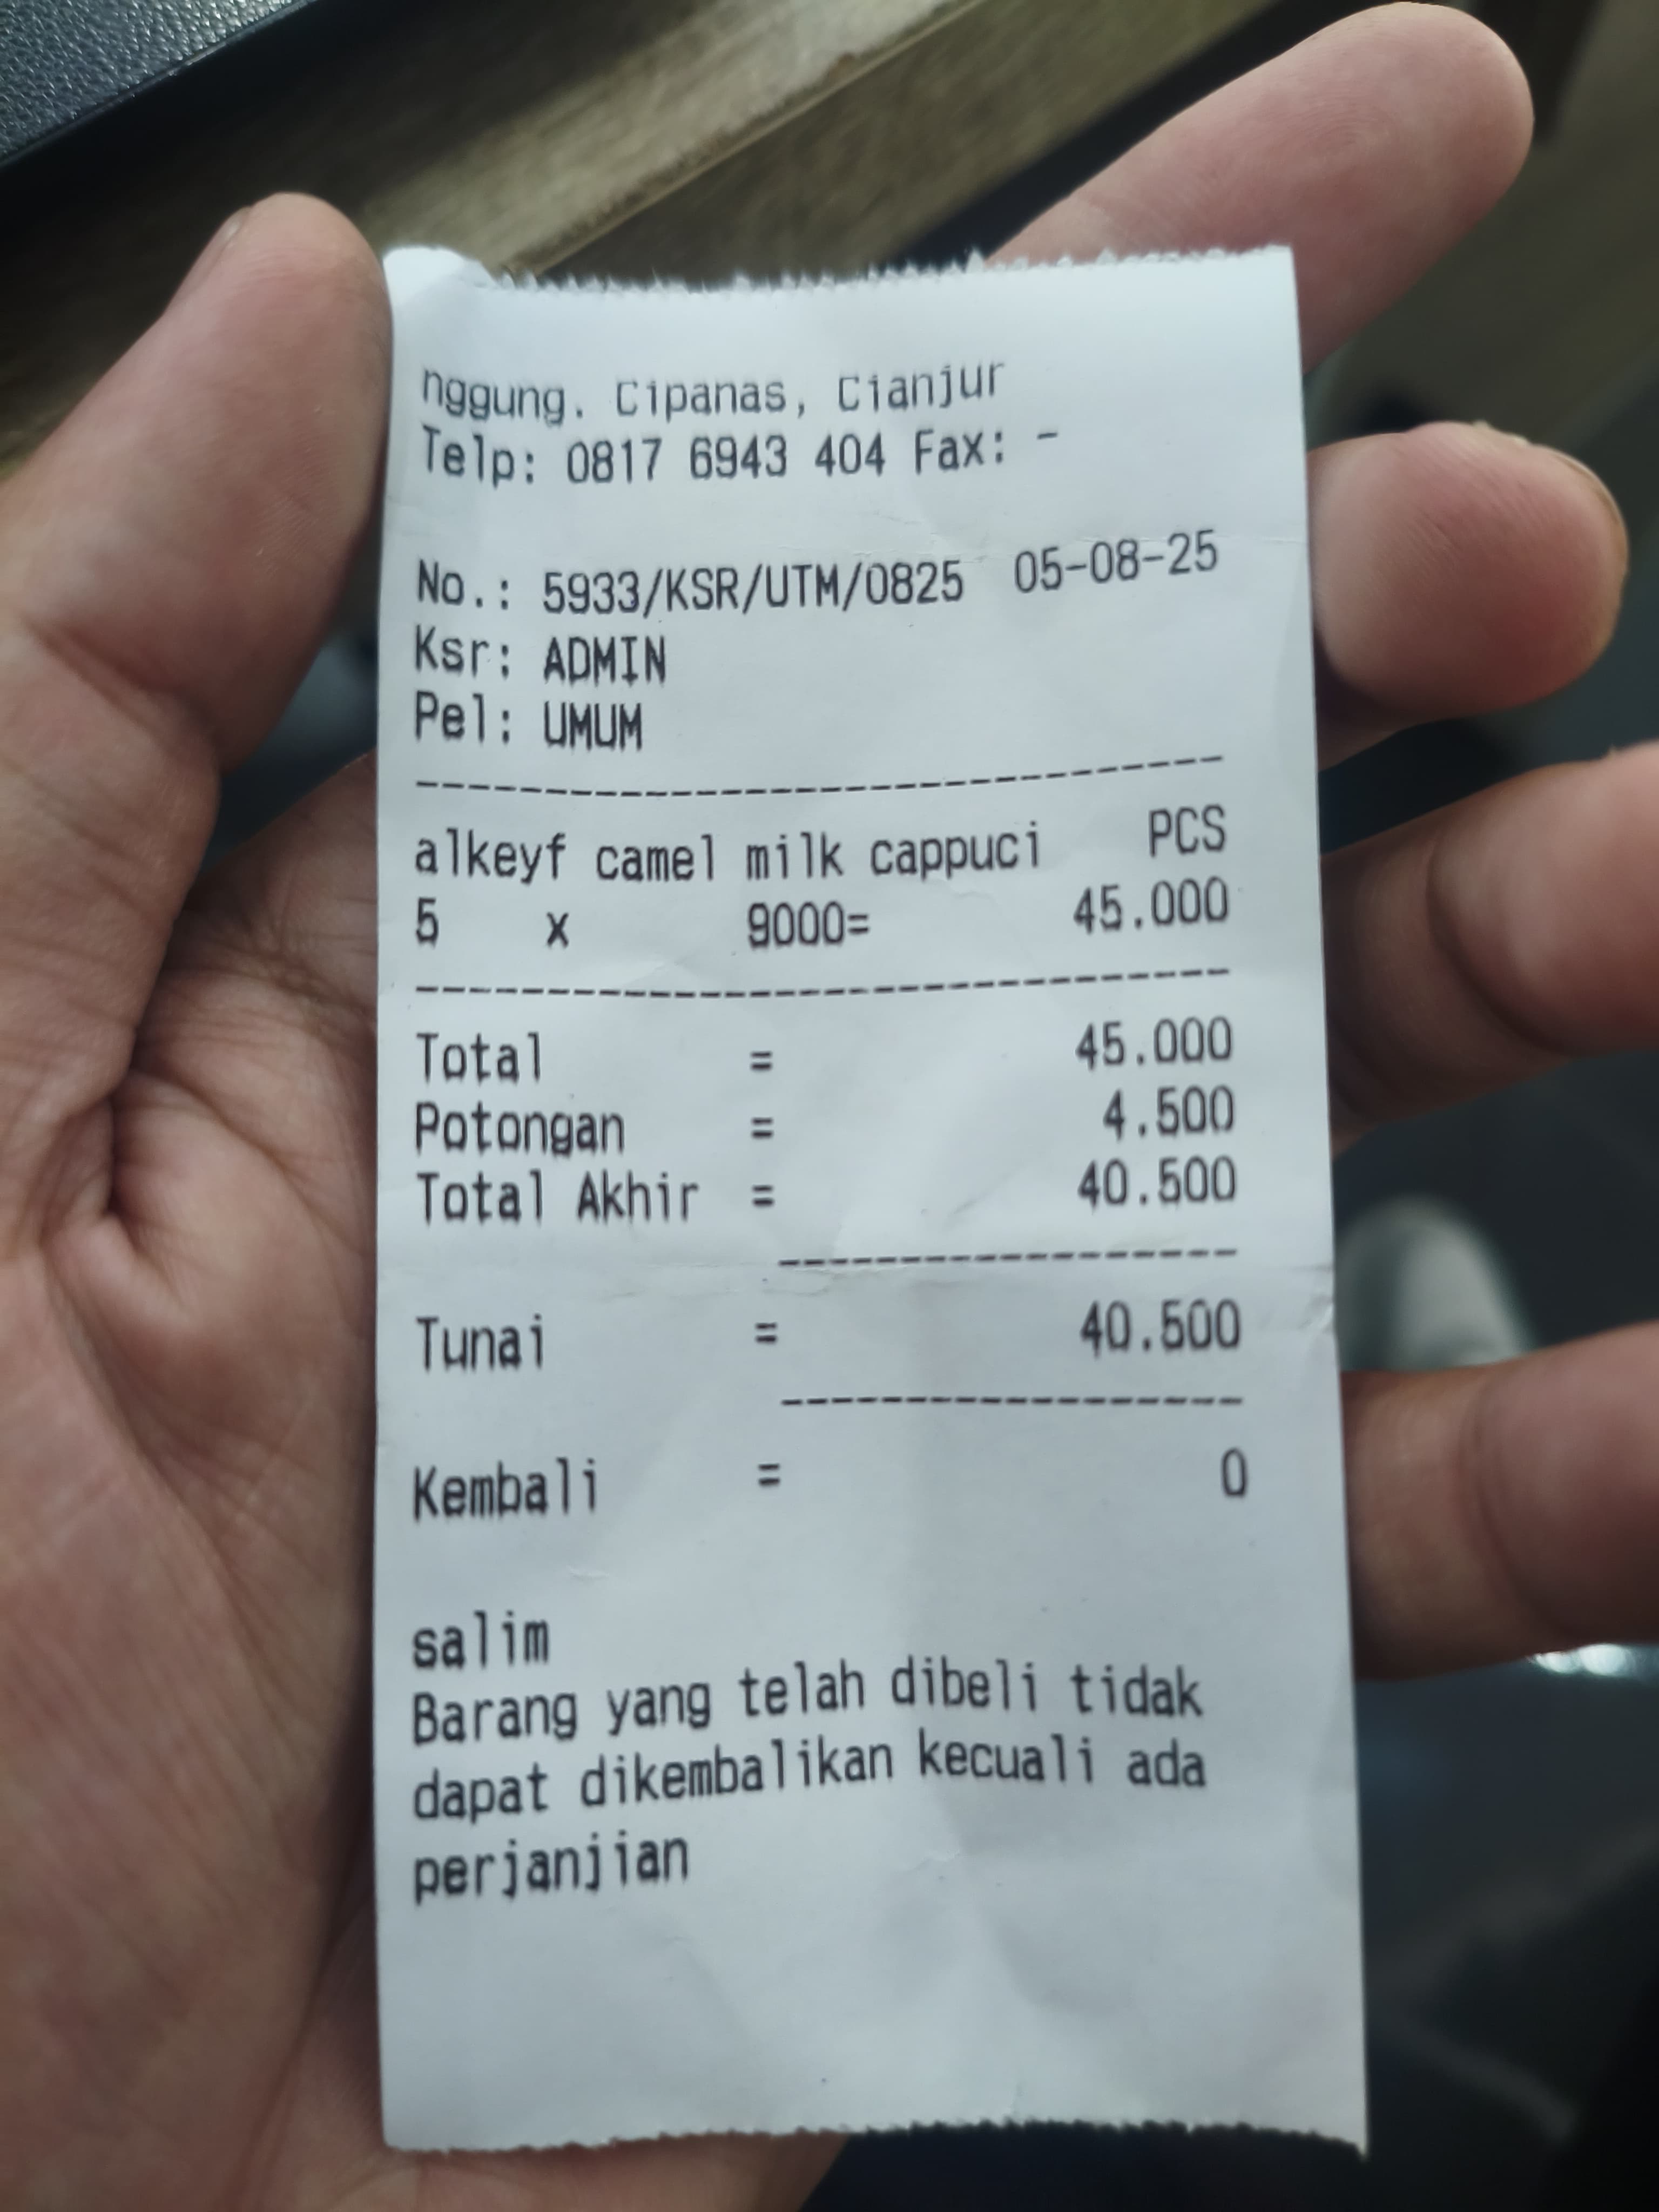 nggung. Cipanas, Cianjur
Telp: 0817 6943 404 Fax: -
No.: 5933/KSR/UTM/0825 05-08-25
Ksr: ADMIN
Pel: UMUM
--------------------------------
alkeyf camel milk cappuci PCS
5 x 9000= 45.000
--------------------------------
Total = 45.000
Potongan = 4.500
Total Akhir = 40.500
------------------
Tunai = 40.500
------------------
Kembali = 0
salim
Barang yang telah dibeli tidak
dapat dikembalikan kecuali ada
perjanjian